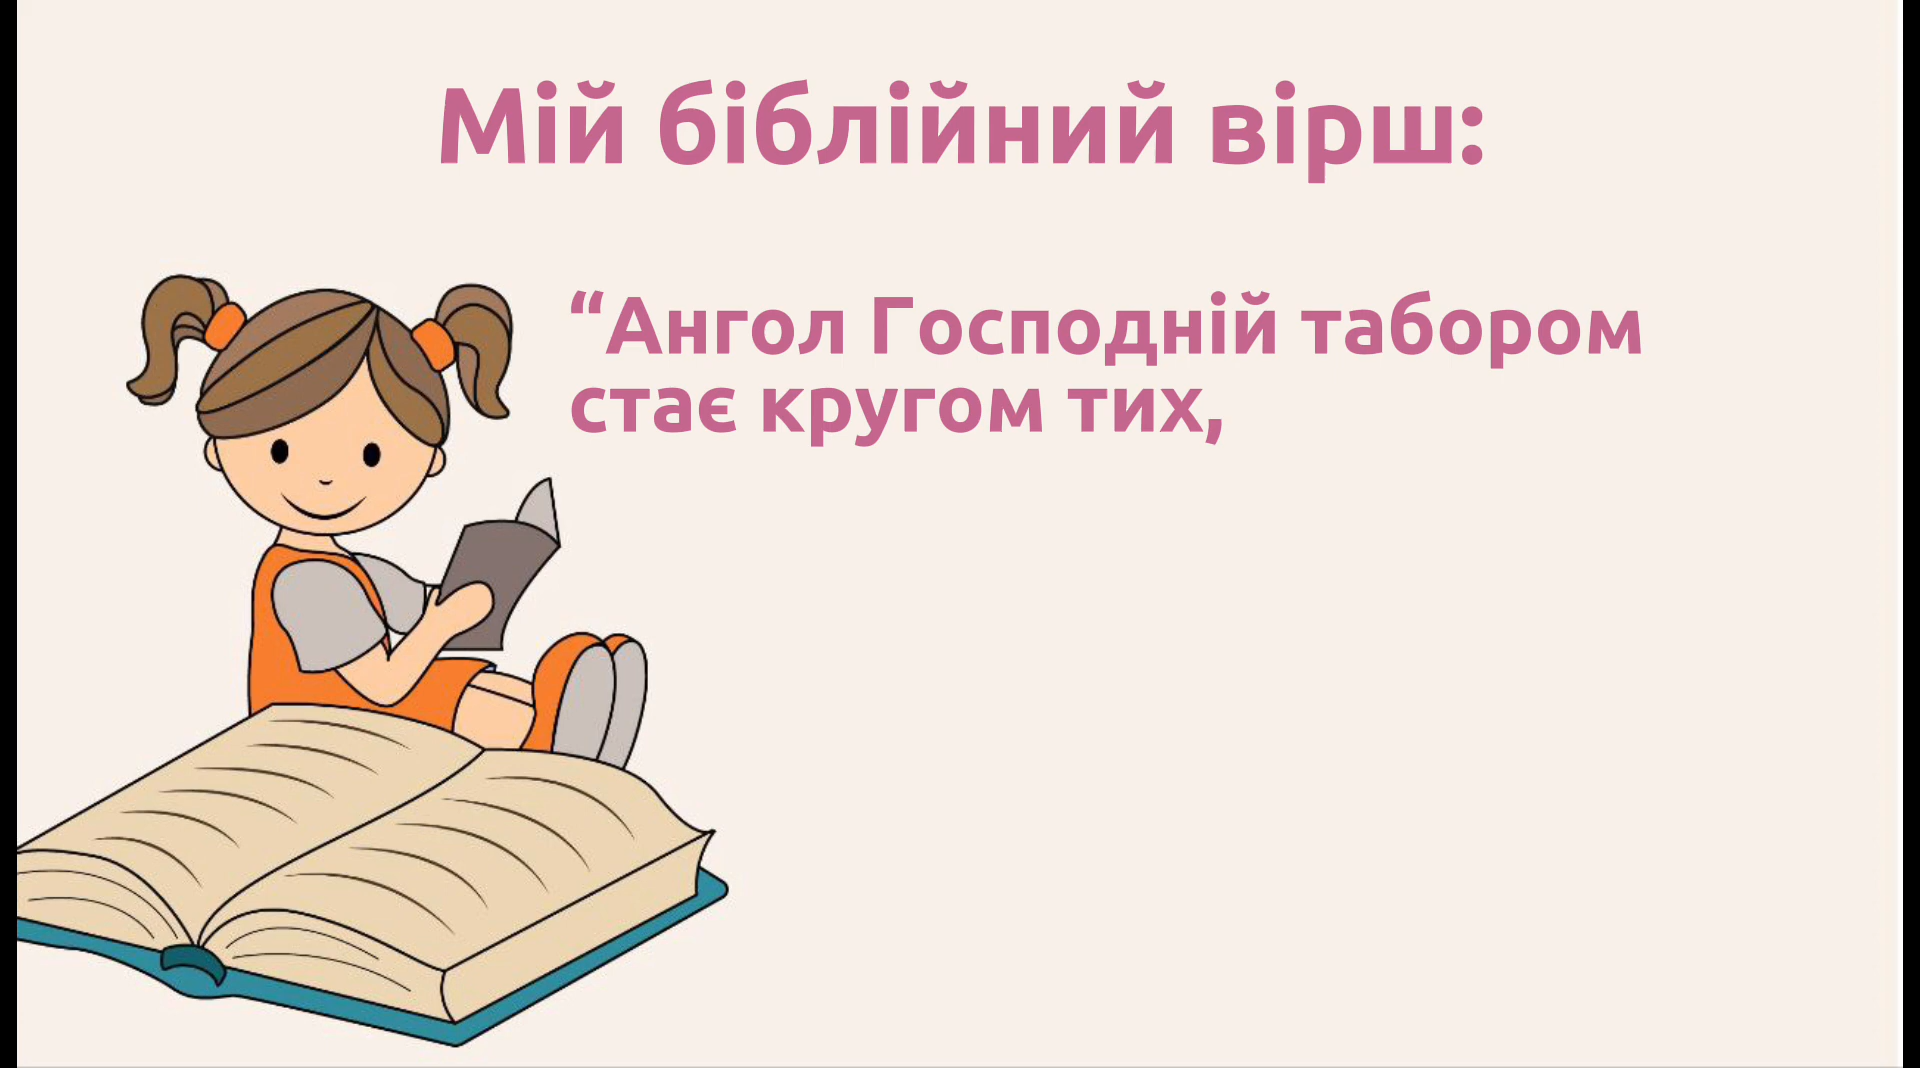 Мій біблійний вірш:
“Ангол Господній табором
стає кругом тих,